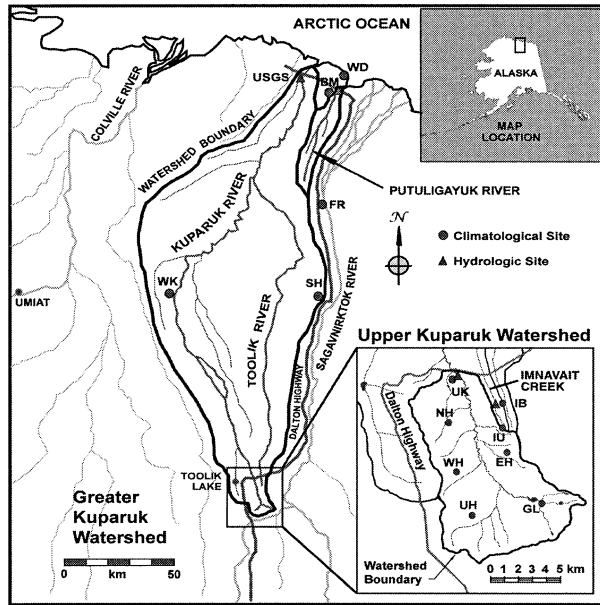 ARCTIC OCEAN
COLVILLE RIVER
USGS
BM
WD
ALASKA
MAP
LOCATION
WATERSHED BOUNDARY
PUTULIGAYUK RIVER
KUPARUK RIVER
FR
N
Climatological Site
Hydrologic Site
WK
SH
UMIAT
TOOLIK RIVER
SAGAVNIRKTOK RIVER
DALTON HIGHWAY
Upper Kuparuk Watershed
IMNAVAIT
CREEK
UK
IB
NH
IU
EH
Dalton Highway
WH
GL
UH
TOOLIK
LAKE
Greater
Kuparuk
Watershed
0 50
km
Watershed
Boundary
0 1 2 3 4 5 km